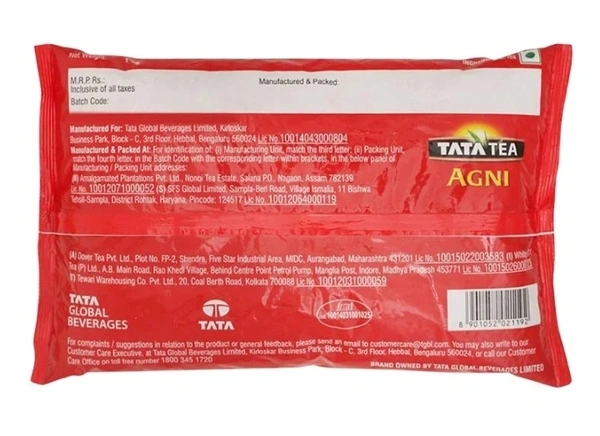 Net Weight:
M.R.P. Rs.:
Inclusive of all taxes
Batch Code:
Manufactured & Packed:
Manufactured For: Tata Global Beverages Limited, Kirloskar
Business Park, Block - C, 3rd Floor, Hebbal, Bengaluru 560024 Lic No. 10014043000804
Manufactured & Packed At: For identification of: (i) Manufacturing Unit, match the third letter; (ii) Packing Unit,
match the fourth letter, in the Batch Code with the corresponding letter within brackets, in the below panel of
Manufacturing / Packing Unit addresses:
Amalgamated Plantations Pvt. Ltd., Nonoi Tea Estate, Salana P.O., Nagaon, Assam 782139
Lic No. 10012071000052 (S) SFS Global Limited, Sampla-Beri Road, Village Ismaila, 11 Bishwa
Tehsil-Sampla, District Rohtak, Haryana, Pincode: 124517 Lic No. 10012064000119
TATA TEA
AGNI
(A) Dover Tea Pvt. Ltd., Plot No. FP-2, Shendra, Five Star Industrial Area, MIDC, Aurangabad, Maharashtra 431201 Lic No. 10015022003583
Tea (P) Ltd., A.B. Main Road, Rao Khedi Village, Behind Centre Point Petrol Pump, Manglia Post, Indore, Madhya Pradesh 453771 Lic No.
Tewari Warehousing Co. Pvt. Ltd., 20, Coal Berth Road, Kolkata 700088 Lic No. 10012031000059
TATA
GLOBAL
BEVERAGES
TATA
fssai
8 901052 021192
For complaints / suggestions in relation to the product or general feedback, please send an email to customercare@tgbl.com. You may also write to our
Customer Care Executive, at Tata Global Beverages Limited, Kirloskar Business Park, Block - C, 3rd Floor, Hebbal, Bengaluru 560024, or call our Customer
Care Office on toll free number 1800 345 1720
BRAND OWNED BY TATA GLOBAL BEVERAGES LIMITED